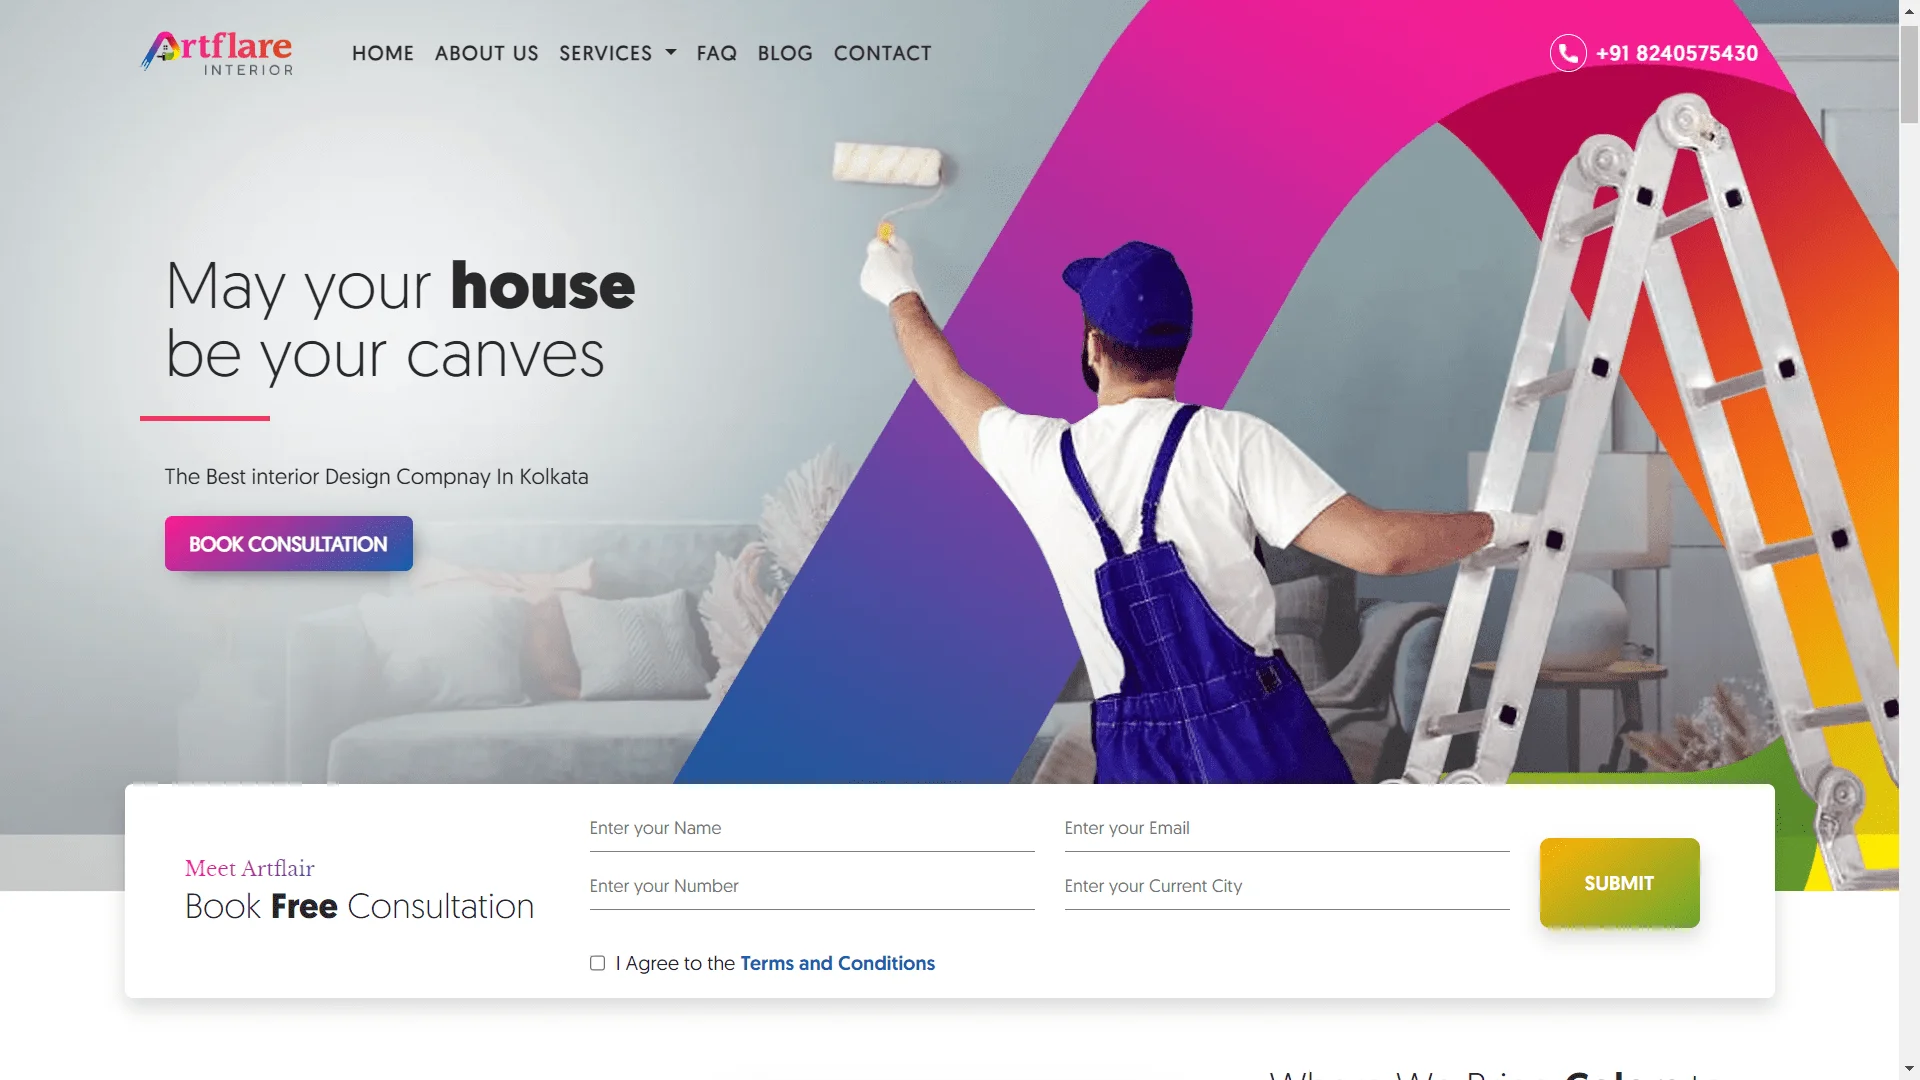 Artflare
INTERIOR
HOME ABOUT US SERVICES FAQ BLOG CONTACT
+91 8240575430
May your house
be your canves
The Best interior Design Compnay In Kolkata
BOOK CONSULTATION
Meet Artflair
Book Free Consultation
Enter your Name
Enter your Email
Enter your Number
Enter your Current City
I Agree to the Terms and Conditions
SUBMIT